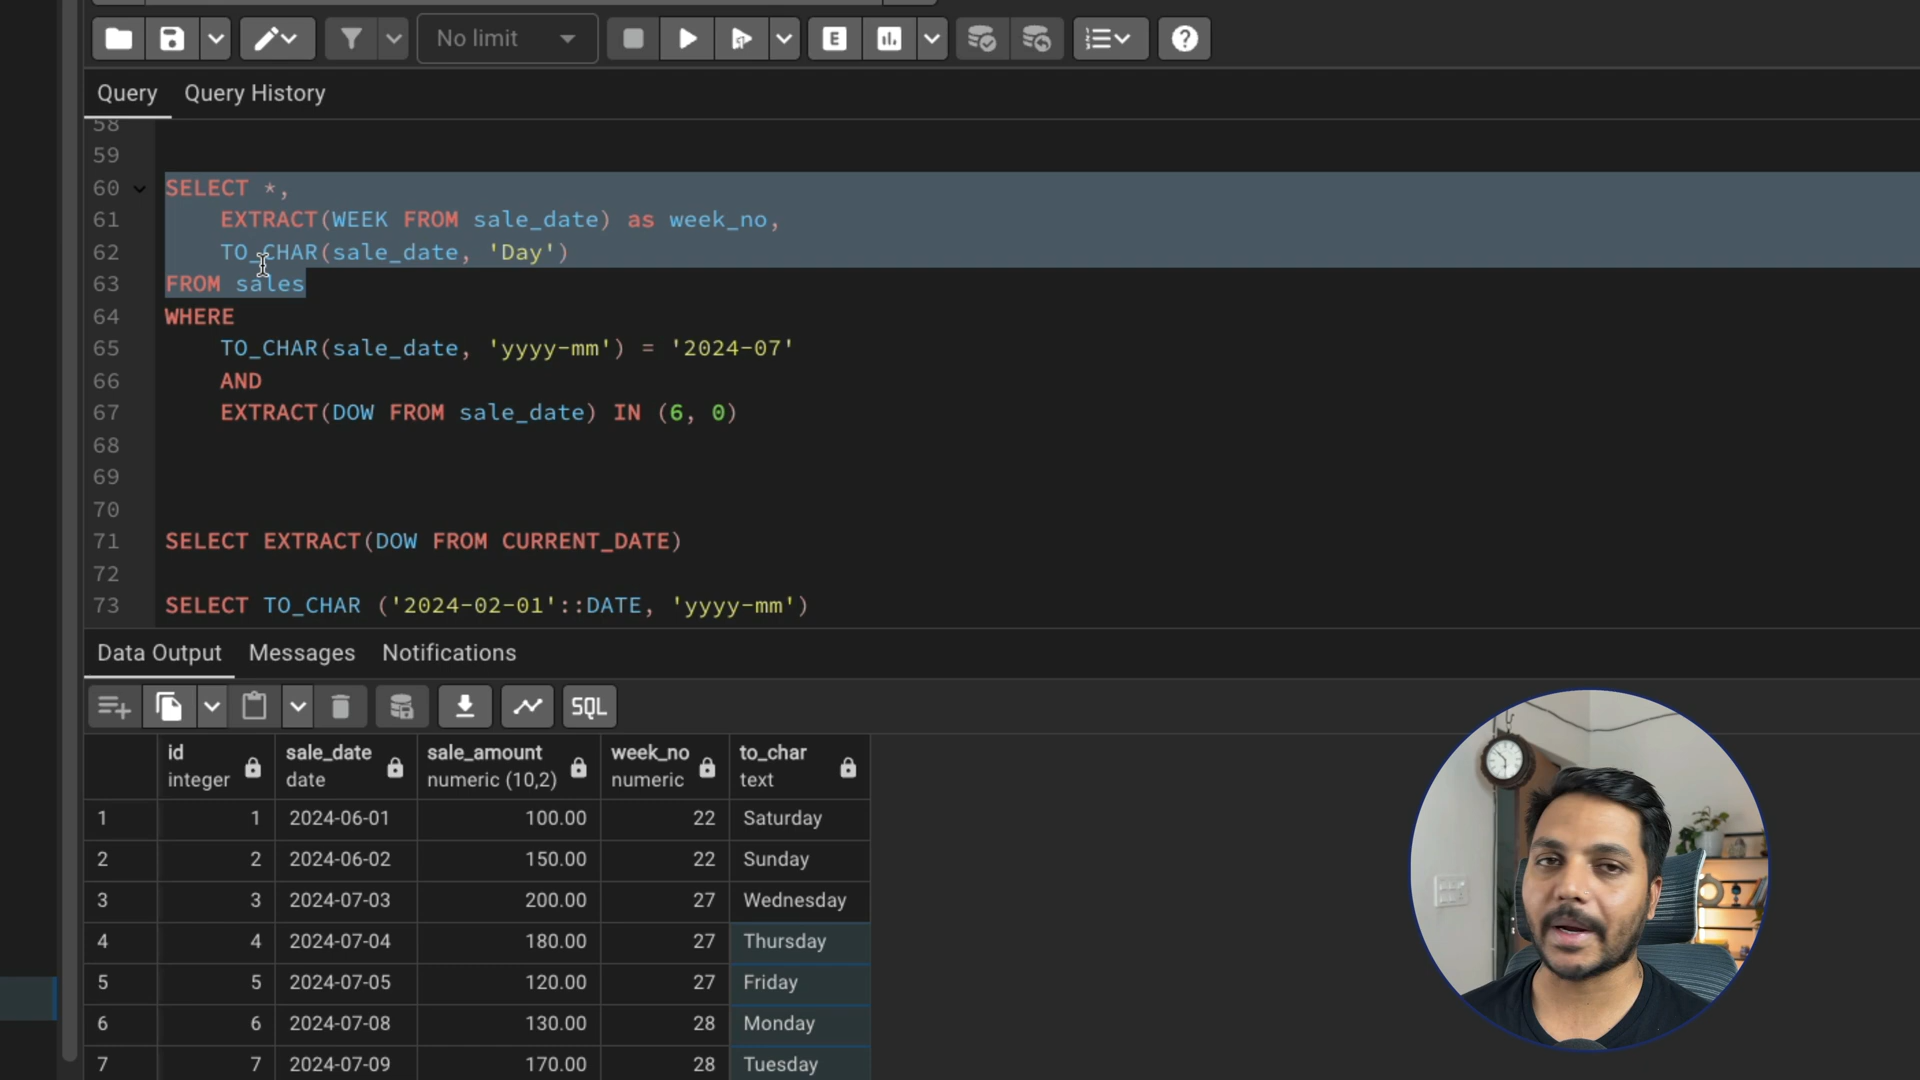 No limit
E
Query Query History
58
59
60 SELECT *,
61 EXTRACT(WEEK FROM sale_date) as week_no,
62 TO_CHAR(sale_date, 'Day')
63 FROM sales
64 WHERE
65 TO_CHAR(sale_date, 'yyyy-mm') = '2024-07'
66 AND
67 EXTRACT(DOW FROM sale_date) IN (6, 0)
68
69
70
71 SELECT EXTRACT(DOW FROM CURRENT_DATE)
72
73 SELECT TO_CHAR ('2024-02-01'::DATE, 'yyyy-mm')
Data Output Messages Notifications
SQL
id sale_date sale_amount week_no to_char
integer date numeric (10,2) numeric text
1 1 2024-06-01 100.00 22 Saturday
2 2 2024-06-02 150.00 22 Sunday
3 3 2024-07-03 200.00 27 Wednesday
4 4 2024-07-04 180.00 27 Thursday
5 5 2024-07-05 120.00 27 Friday
6 6 2024-07-08 130.00 28 Monday
7 7 2024-07-09 170.00 28 Tuesday